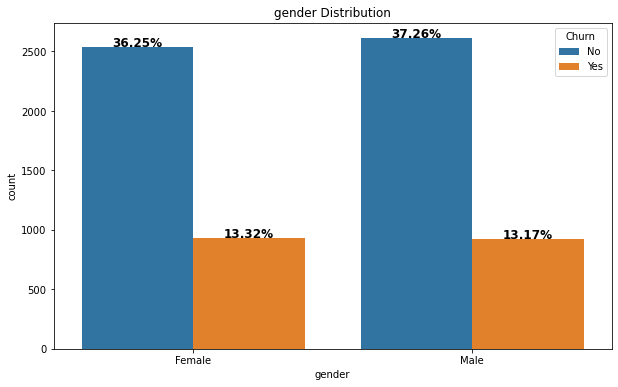 gender Distribution
Churn
No
Yes
36.25%
37.26%
13.32%
13.17%
2500
2000
1500
1000
500
0
count
Female
Male
gender